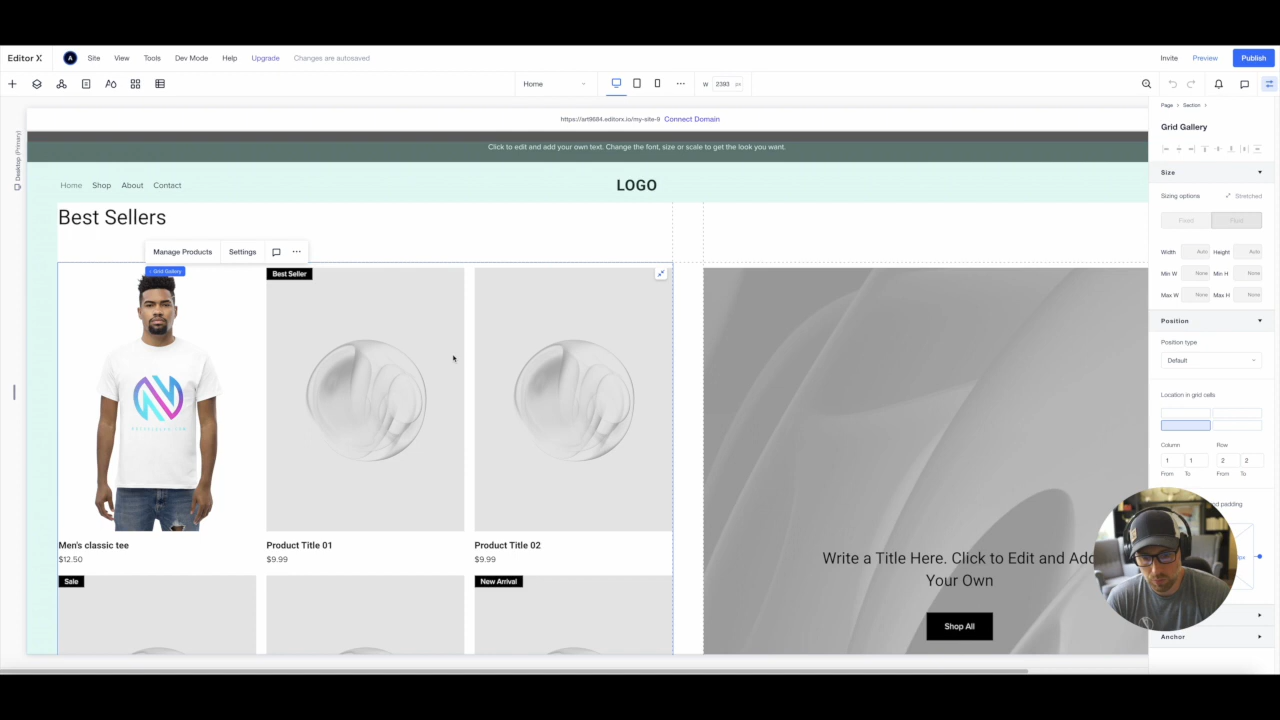 Editor X
A
Site
View
Tools
Dev Mode
Help
Upgrade
Changes are autosaved
Invite
Preview
Publish
Home
W
2393
px
Page
Section
https://art9684.editorx.io/my-site-9 Connect Domain
Desktop (Primary)
Click to edit and add your own text. Change the font, size or scale to get the look you want.
Home
Shop
About
Contact
LOGO
Best Sellers
Manage Products
Settings
Grid Gallery
Best Seller
Men's classic tee
$12.50
Product Title 01
$9.99
Product Title 02
$9.99
Sale
New Arrival
Write a Title Here. Click to Edit and Add
Your Own
Shop All
Grid Gallery
Size
Sizing options
Stretched
Fixed
Fluid
Width
Auto
Height
Auto
Min W
None
Min H
None
Max W
None
Max H
None
Position
Position type
Default
Location in grid cells
Column
Row
1
1
2
2
From
To
From
To
padding
Anchor